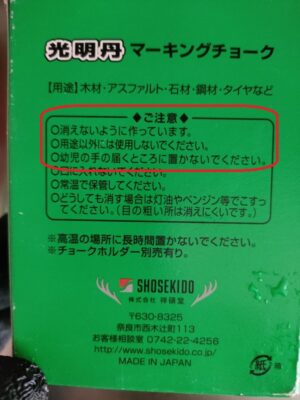 光明丹 マーキングチョーク
【用途】木材・アスファルト・石材・鋼材・タイヤなど
◆ご注意◆
○消えないように作っています。
○用途以外には使用しないでください。
○幼児の手の届くところに置かないでください。
○口に入れないでください。
○常温で保管してください。
○どうしても消す場合は灯油やベンジン等でこすっ
てください。(目の粗い所は消えにくいです。)
※高温の場所に長時間置かないでください。
※チョークホルダー別売有り。
SHOSEKIDO
株式会社 祥碩堂
〒630-8325
奈良市西木辻町113
お客様相談室 0742-22-4256
http://www.shosekido.co.jp
MADE IN JAPAN
紙 箱